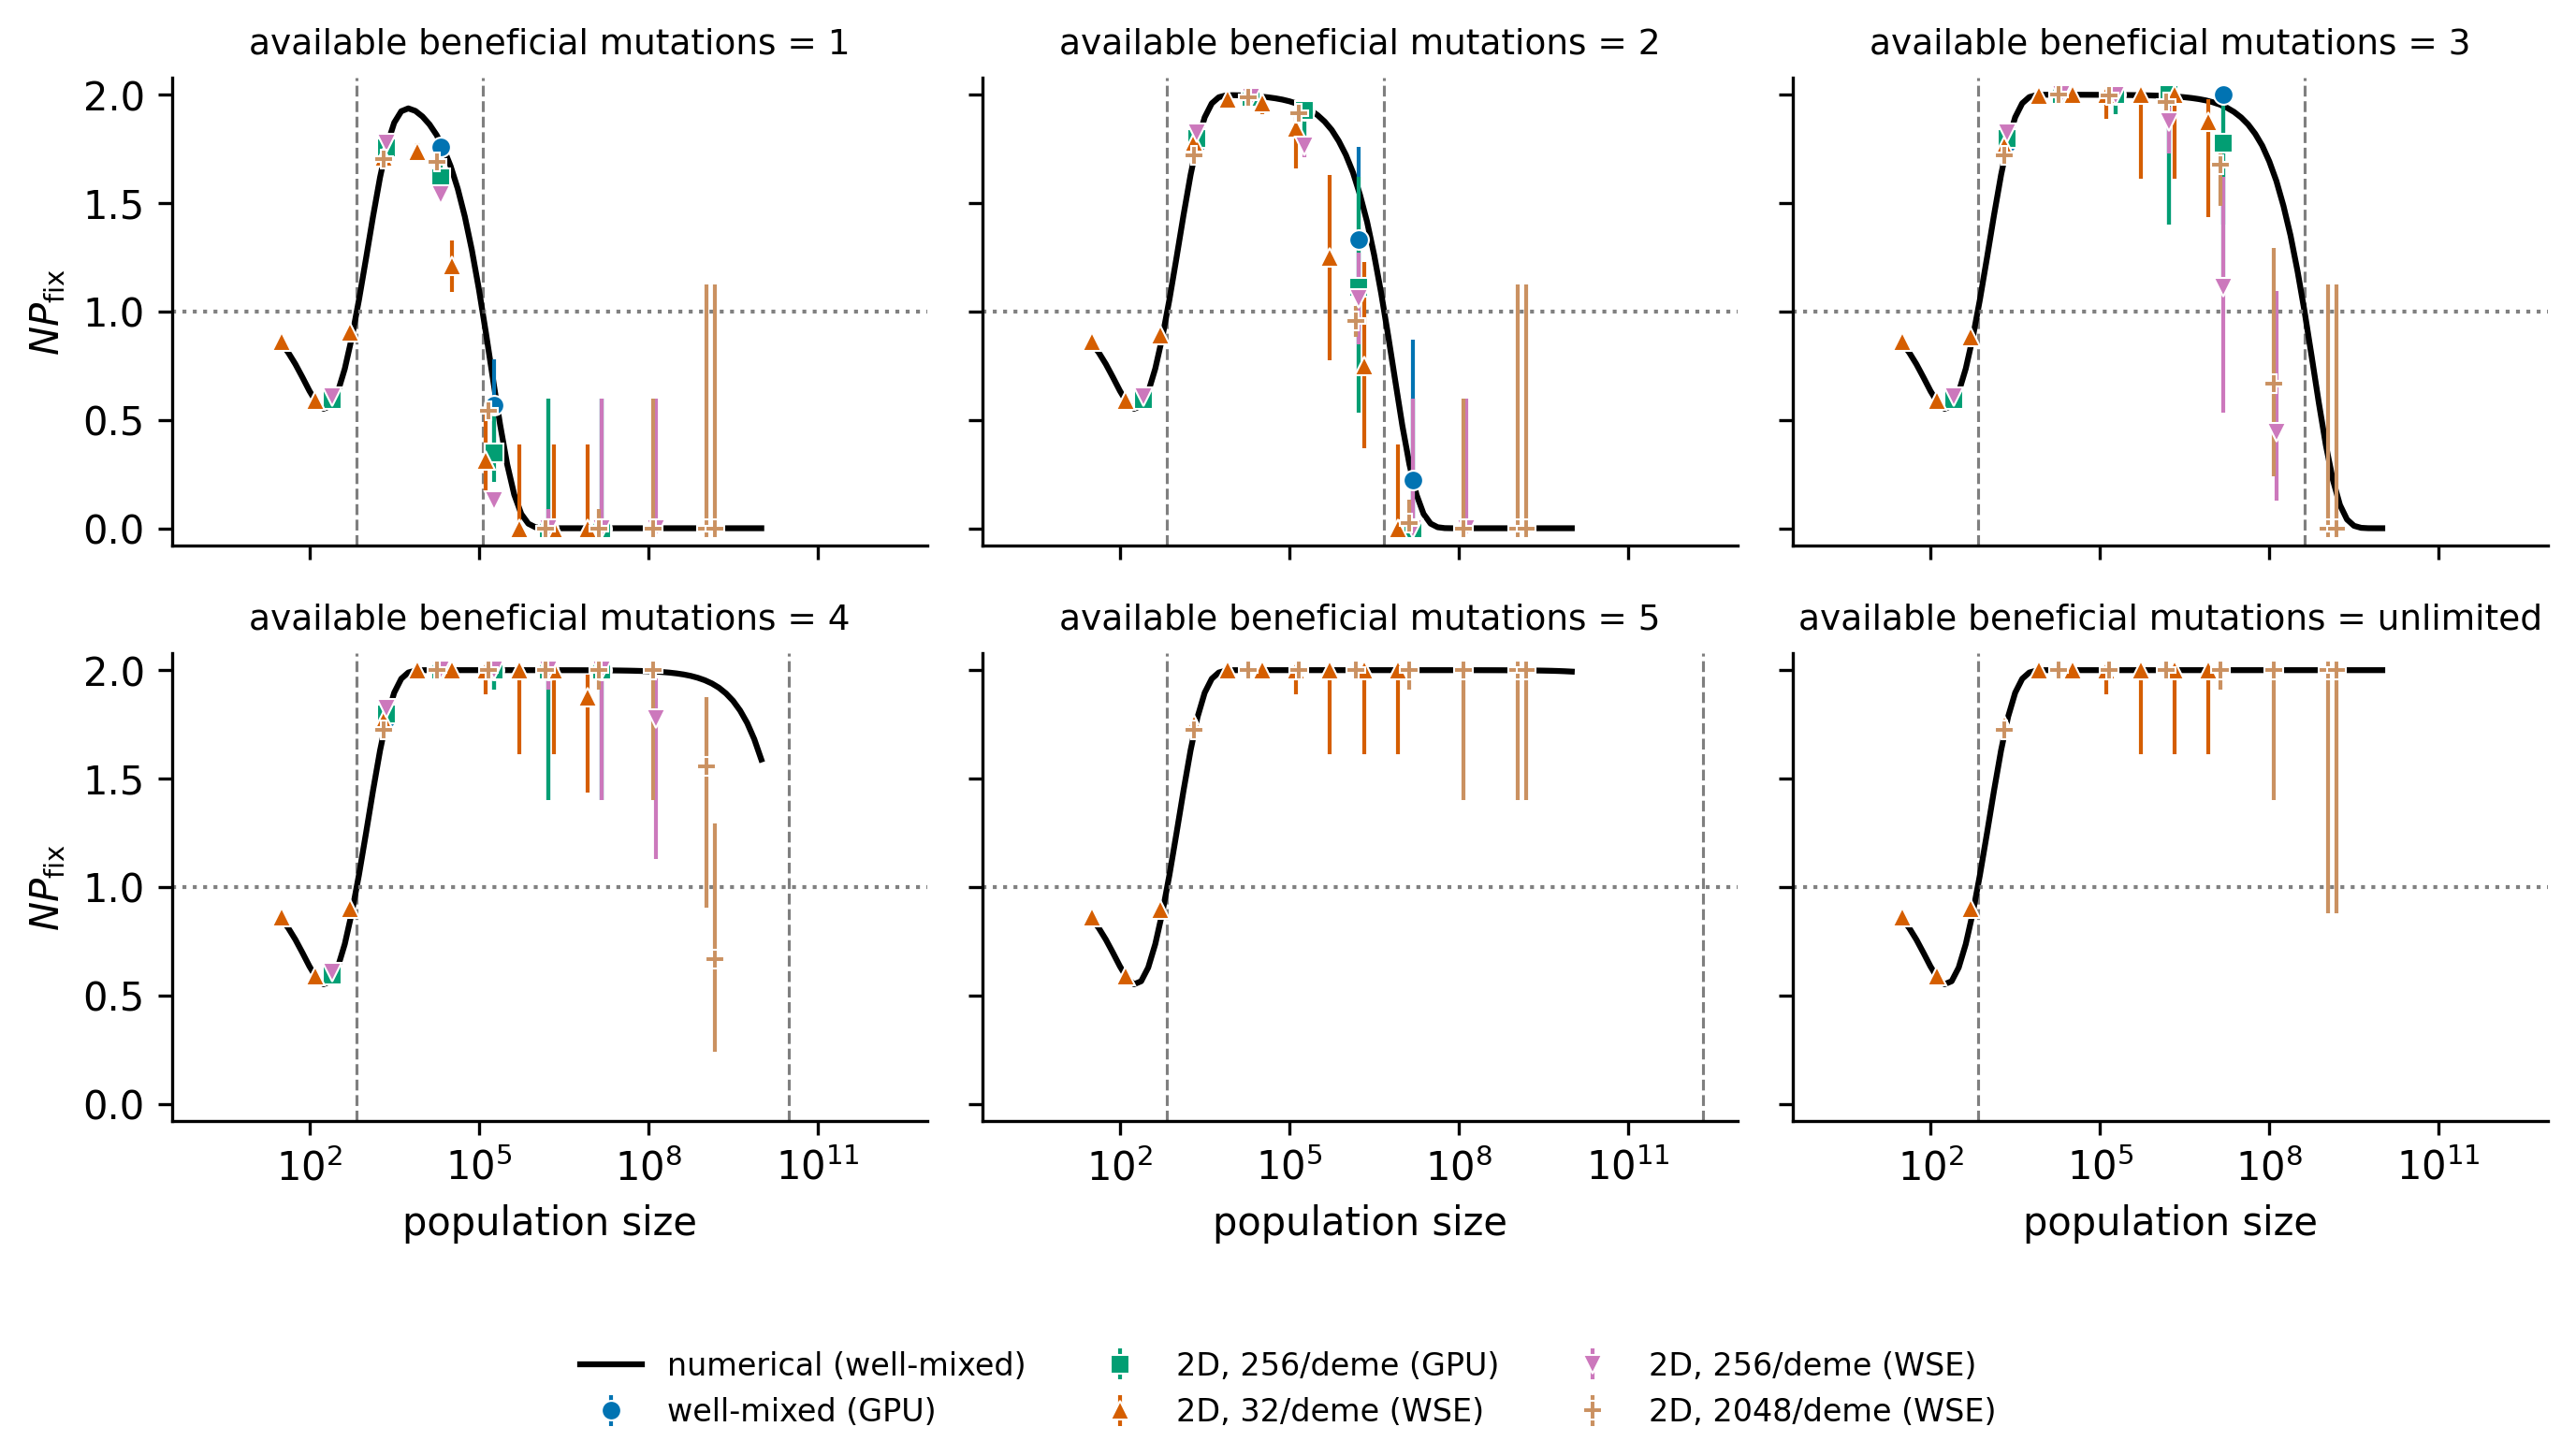 available beneficial mutations = 1
available beneficial mutations = 2
available beneficial mutations = 3
2.0
1.5
1.0
0.5
0.0
NP_fix
available beneficial mutations = 4
available beneficial mutations = 5
available beneficial mutations = unlimited
2.0
1.5
1.0
0.5
0.0
NP_fix
10² 10⁵ 10⁸ 10¹¹
10² 10⁵ 10⁸ 10¹¹
10² 10⁵ 10⁸ 10¹¹
population size
population size
population size
numerical (well-mixed)
well-mixed (GPU)
2D, 256/deme (GPU)
2D, 32/deme (WSE)
2D, 256/deme (WSE)
2D, 2048/deme (WSE)